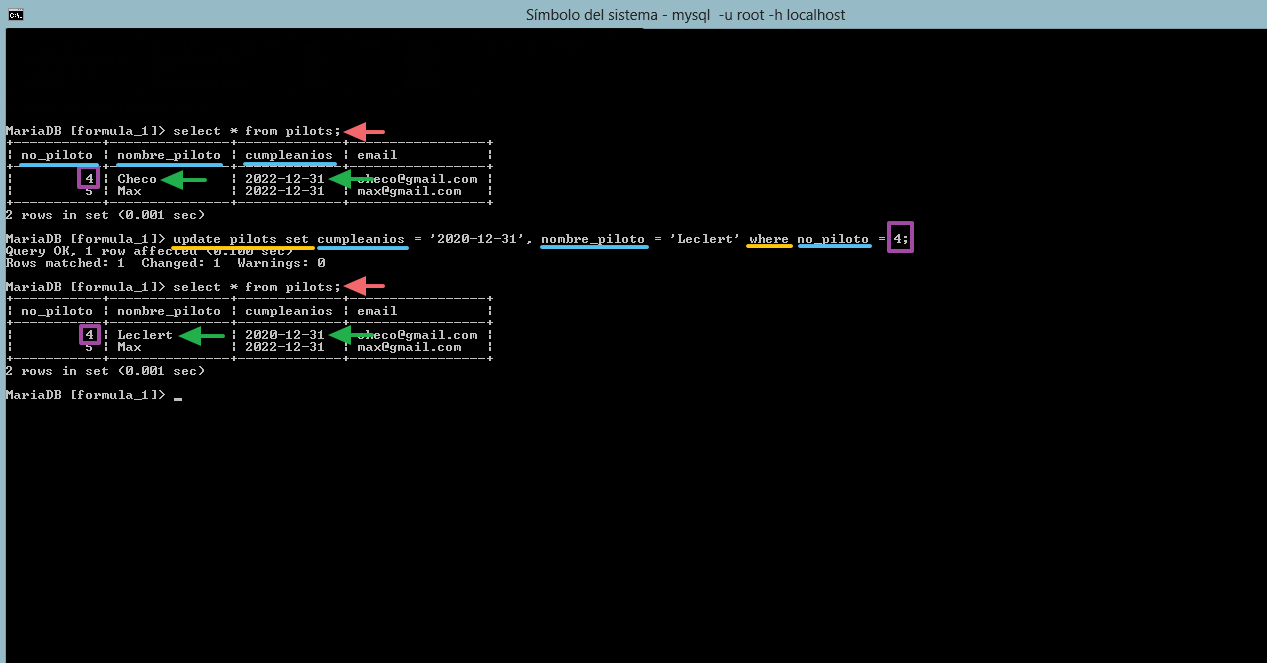 Símbolo del sistema - mysql -u root -h localhost
MariaDB [formula_1]> select * from pilots;
+-----------+---------------+------------+-----------------+
| no_piloto | nombre_piloto | cumpleanios | email |
+-----------+---------------+------------+-----------------+
| 4 | Checo | 2022-12-31 | checo@gmail.com |
| 5 | Max | 2022-12-31 | max@gmail.com |
+-----------+---------------+------------+-----------------+
2 rows in set (0.001 sec)
MariaDB [formula_1]> update pilots set cumpleanios = '2020-12-31', nombre_piloto = 'Leclert' where no_piloto = 4;
Query OK, 1 row affected (0.100 sec)
Rows matched: 1 Changed: 1 Warnings: 0
MariaDB [formula_1]> select * from pilots;
+-----------+---------------+------------+-----------------+
| no_piloto | nombre_piloto | cumpleanios | email |
+-----------+---------------+------------+-----------------+
| 4 | Leclert | 2020-12-31 | checo@gmail.com |
| 5 | Max | 2022-12-31 | max@gmail.com |
+-----------+---------------+------------+-----------------+
2 rows in set (0.001 sec)
MariaDB [formula_1]> _